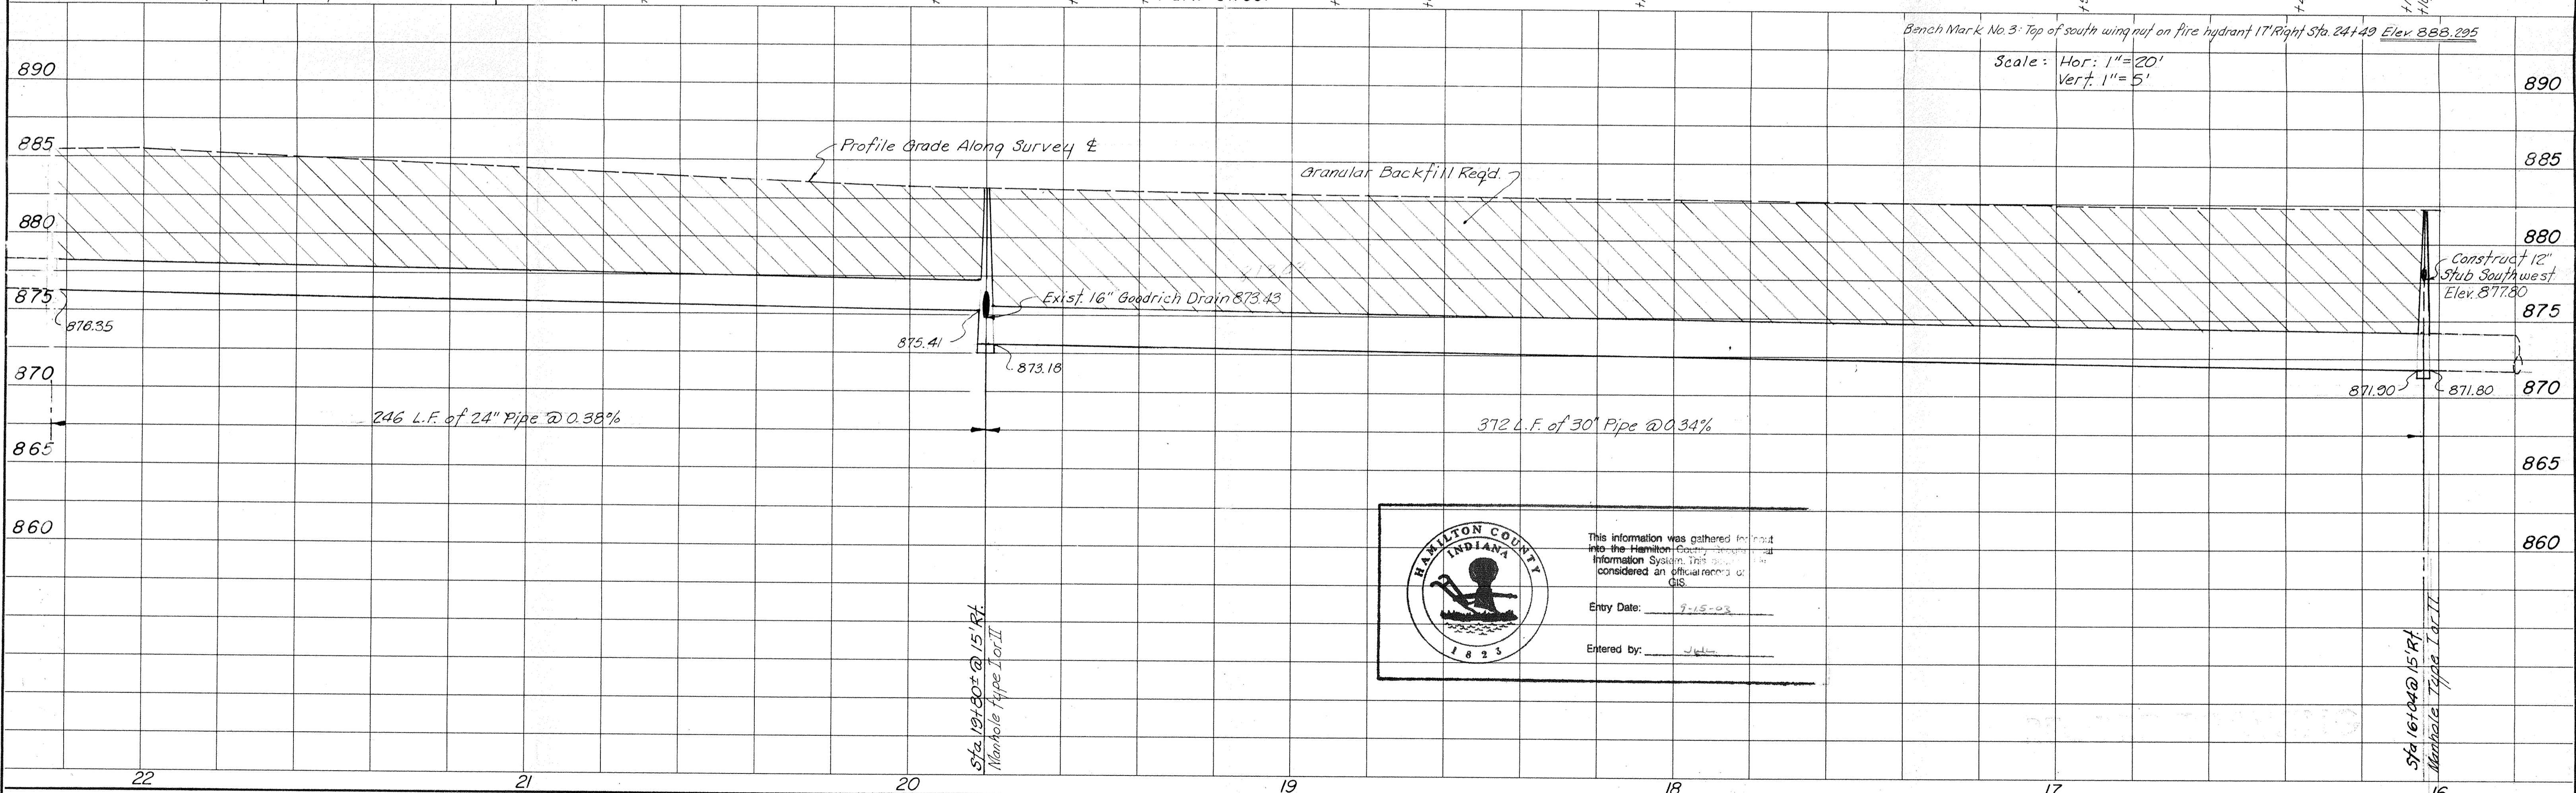 Bench Mark No. 3: Top of south wing nut on fire hydrant 17' Right Sta. 24+49 Elev. 888.295
Scale: Hor: 1"=20'
Vert. 1"=5'
890
890
885
Profile Grade Along Survey ℄
Granular Backfill Req'd.
885
880
880
Construct 12"
Stub Southwest
Elev. 877.80
875
Exist. 16" Goodrich Drain 873.43
875
876.35
875.41
873.18
870
871.90
871.80
870
246 L.F. of 24" Pipe @ 0.38%
372 L.F. of 30" Pipe @ 0.34%
865
865
860
860
HAMILTON COUNTY
INDIANA
1823
This information was gathered for input
into the Hamilton County
Information System. This
considered an official record of
GIS.
Entry Date: 9-15-03
Entered by:
Sta 19+80± @ 15' Rt.
Manhole type I or II
Sta 16+04 @ 15' Rt.
Manhole Type I or II
22
21
20
19
18
17
16